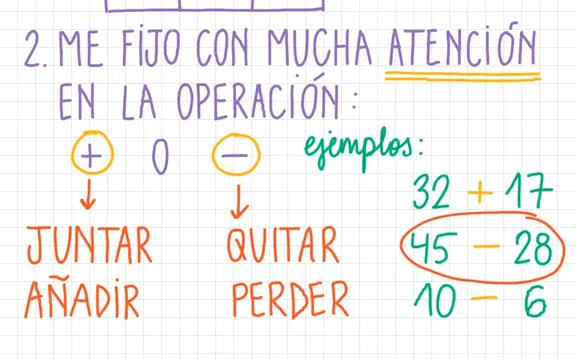 2. ME FIJO CON MUCHA ATENCIÓN
EN LA OPERACIÓN:
+ O −
ejemplos:
JUNTAR QUITAR
AÑADIR PERDER
32 + 17
45 − 28
10 − 6